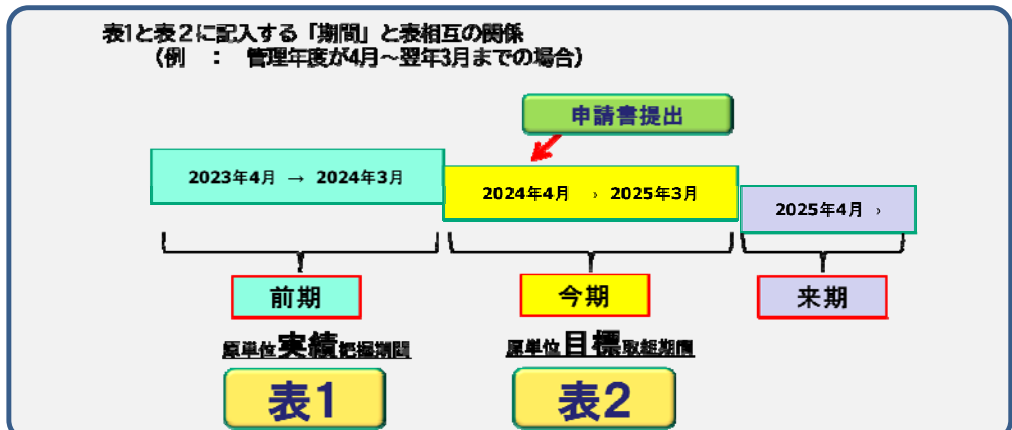 表1と表２に記入する「期間」と表相互の関係
（例　：　管理年度が4月～翌年3月までの場合）
申請書提出
2023年4月 → 2024年3月
2024年4月 › 2025年3月
2025年4月 ›
前期
今期
来期
原単位実績把握期間
原単位目標取組期間
表1
表2